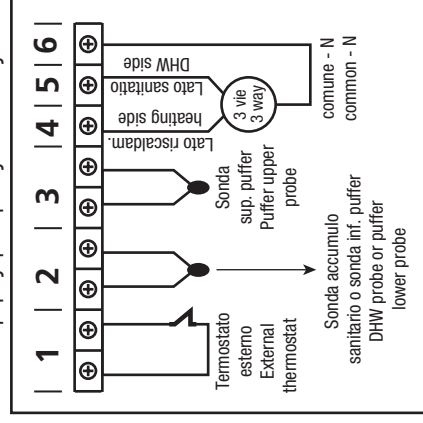 1 2 3 4 5 6
Termostato
esterno
External
thermostat
Sonda accumulo
sanitario o sonda inf. puffer
DHW probe or puffer
lower probe
Sonda
sup. puffer
Puffer upper
probe
Lato riscaldam.
heating side
Lato sanitatio
DHW side
3 vie
3 way
comune - N
common - N